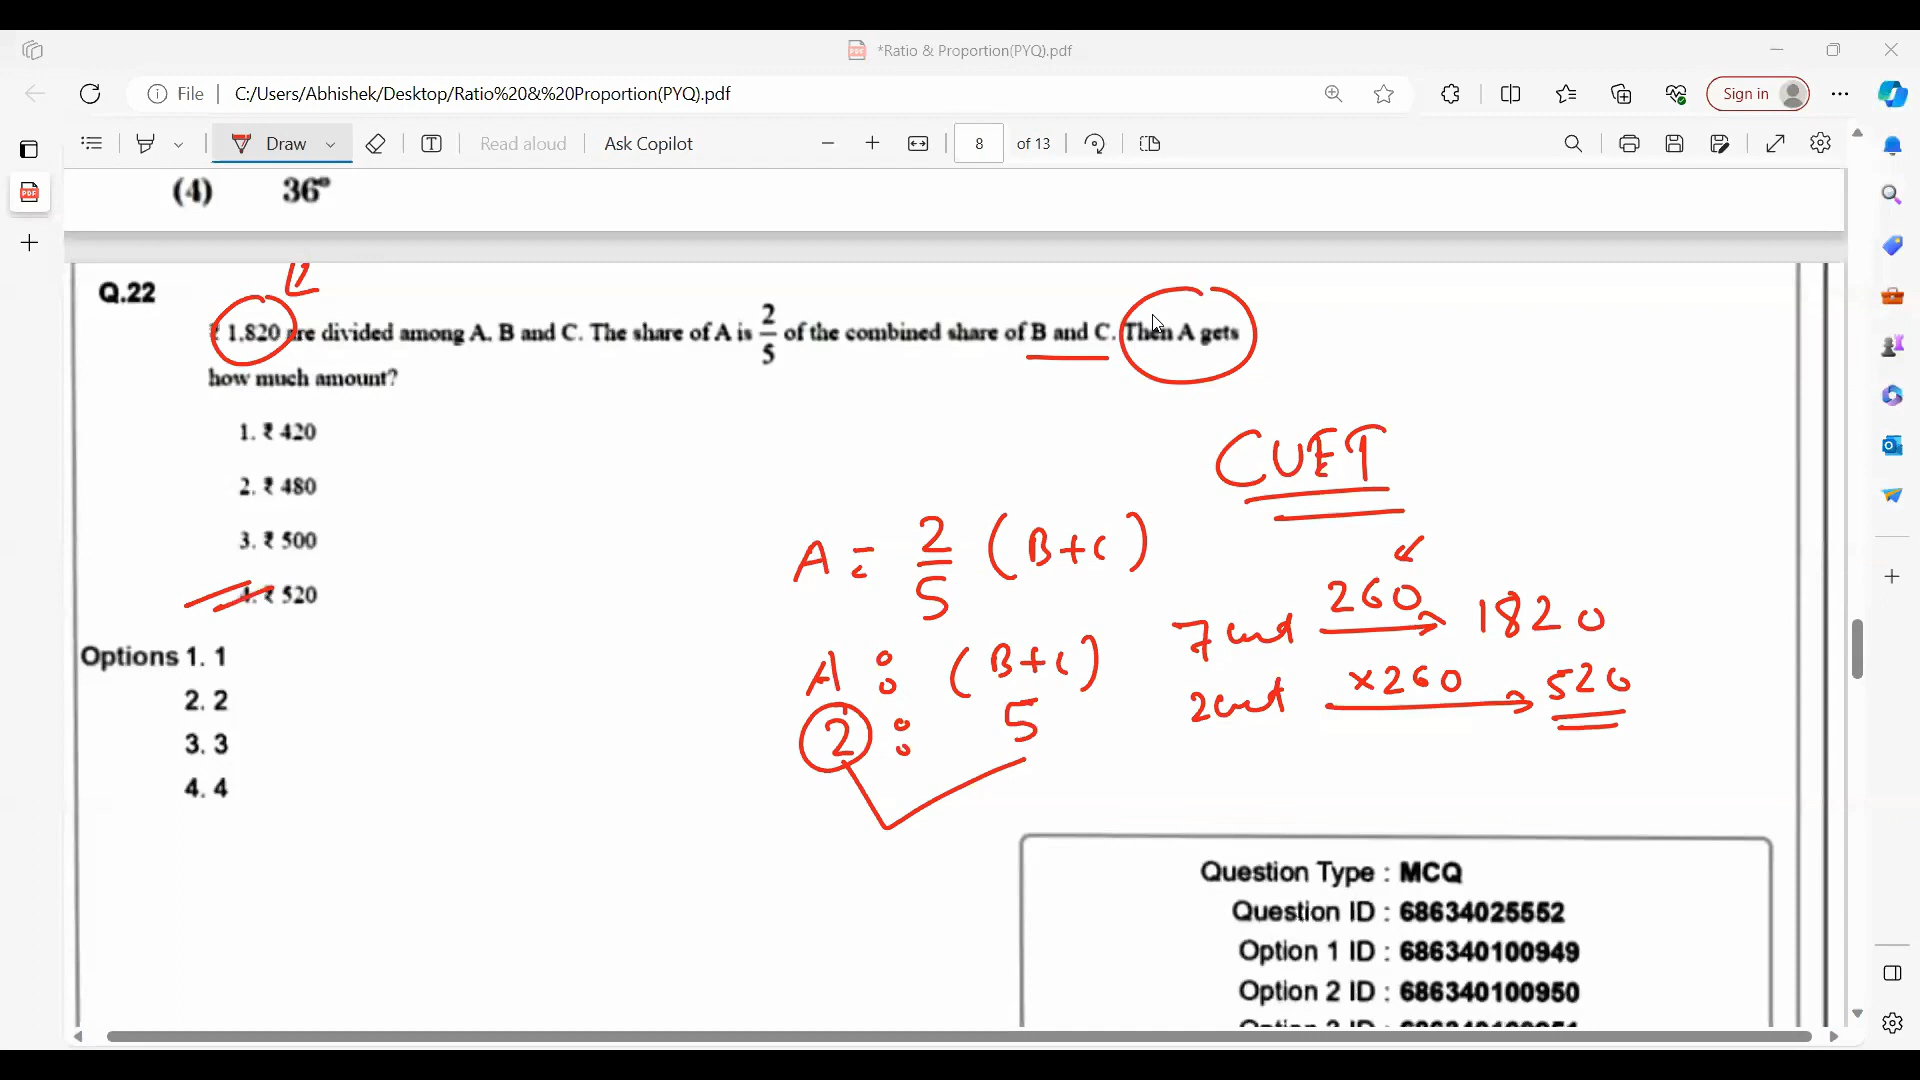 *Ratio & Proportion(PYQ).pdf
File C:/Users/Abhishek/Desktop/Ratio%20&%20Proportion(PYQ).pdf
Sign in
Draw
Read aloud
Ask Copilot
8 of 13
(4) 36°
Q.22
₹ 1,820 are divided among A, B and C. The share of A is 2/5 of the combined share of B and C. Then A gets
how much amount?
1. ₹ 420
2. ₹ 480
3. ₹ 500
4. ₹ 520
Options 1. 1
2. 2
3. 3
4. 4
CUET
A = 2/5 (B+C)
A : (B+C)
2 : 5
7 unit 260 1820
2 unit ×260 520
Question Type : MCQ
Question ID : 68634025552
Option 1 ID : 686340100949
Option 2 ID : 686340100950
Option 3 ID : 686340100951